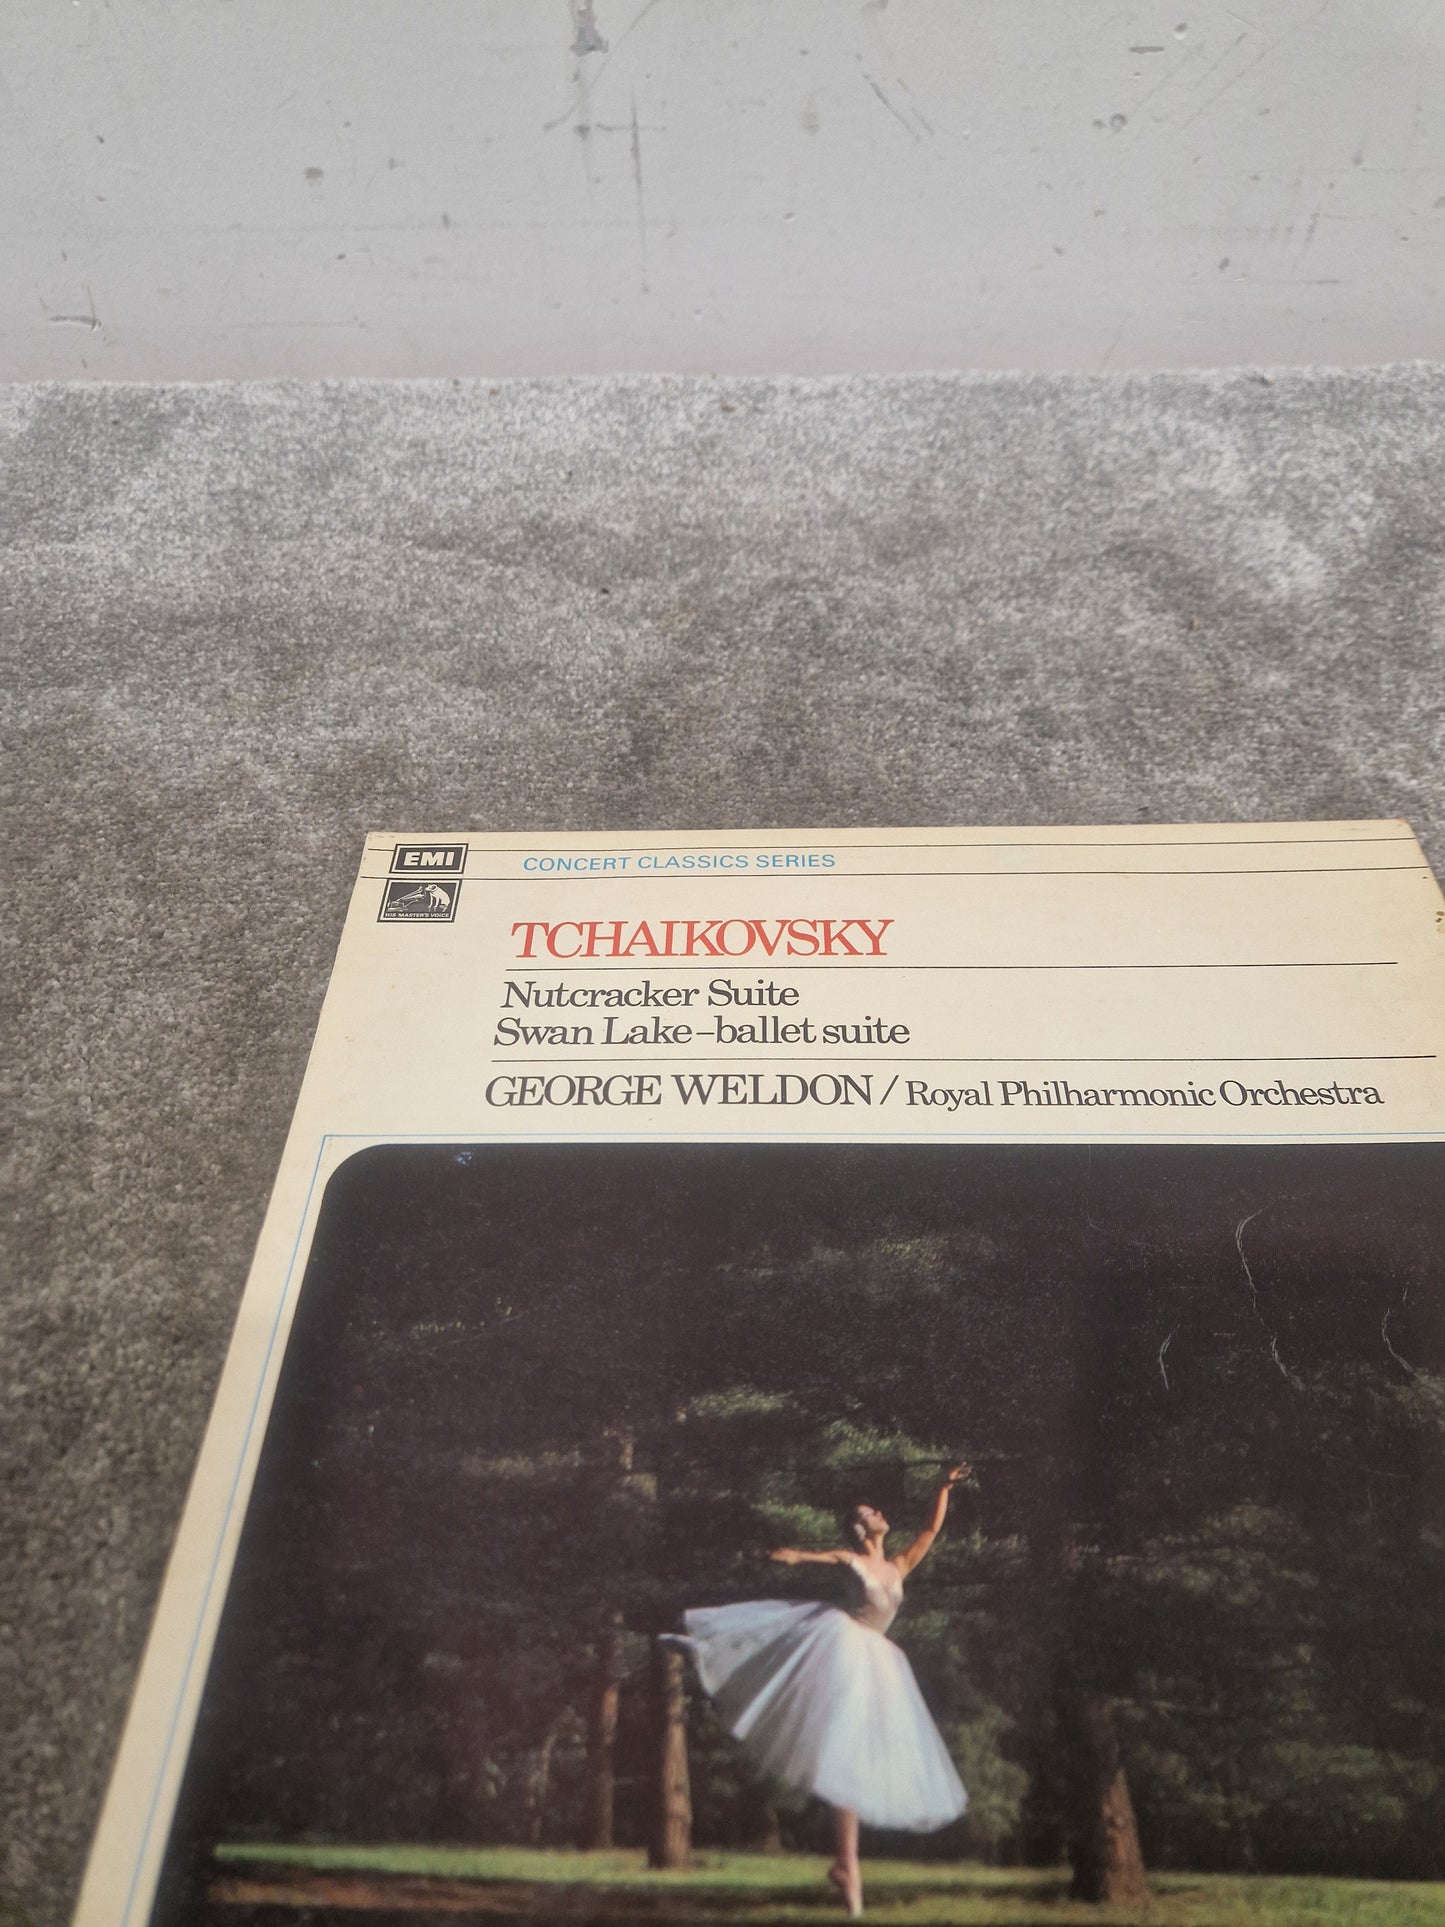 EMI
CONCERT CLASSICS SERIES
HIS MASTER'S VOICE
TCHAIKOVSKY
Nutcracker Suite
Swan Lake–ballet suite
GEORGE WELDON / Royal Philharmonic Orchestra